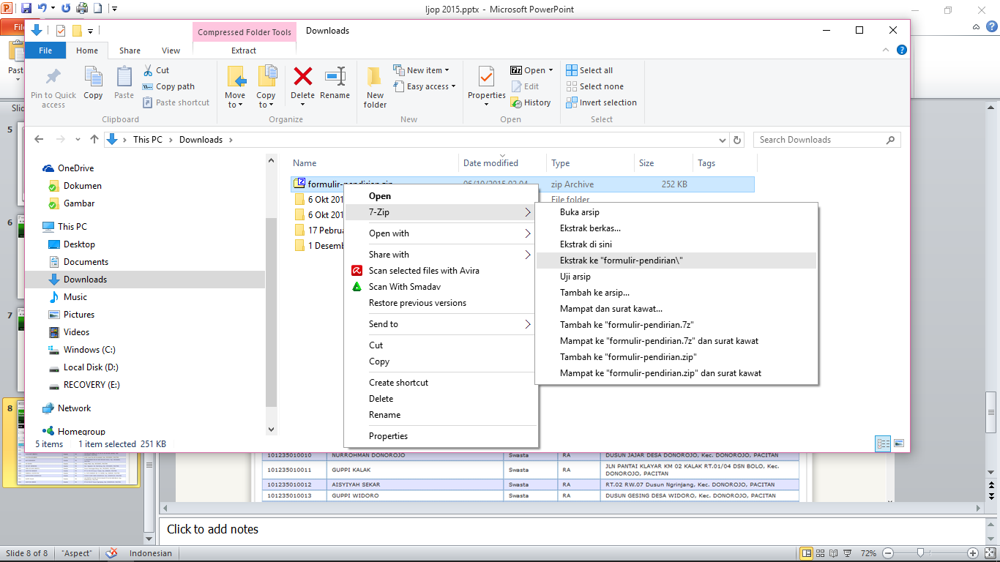 ljop 2015.pptx - Microsoft PowerPoint
Compressed Folder Tools
Downloads
File
Home
Share
View
Extract
Pin to Quick access
Copy
Paste
Cut
Copy path
Paste shortcut
Clipboard
Move to
Copy to
Delete
Rename
Organize
New folder
New item
Easy access
New
Properties
Open
Edit
History
Open
Select all
Select none
Invert selection
Select
This PC
Downloads
Search Downloads
Name
Date modified
Type
Size
Tags
OneDrive
Dokumen
Gambar
This PC
Desktop
Documents
Downloads
Music
Pictures
Videos
Windows (C:)
Local Disk (D:)
RECOVERY (E:)
Network
Homegroup
formulir-pendirian.zip
06/10/2015 02.04
zip Archive
252 KB
6 Okt 201
File folder
6 Okt 201
17 Pebrua
1 Desemb
Open
7-Zip
Open with
Share with
Scan selected files with Avira
Scan With Smadav
Restore previous versions
Send to
Cut
Copy
Create shortcut
Delete
Rename
Properties
Buka arsip
Ekstrak berkas...
Ekstrak di sini
Ekstrak ke "formulir-pendirian\"
Uji arsip
Tambah ke arsip...
Mampat dan surat kawat...
Tambah ke "formulir-pendirian.7z"
Mampat ke "formulir-pendirian.7z" dan surat kawat
Tambah ke "formulir-pendirian.zip"
Mampat ke "formulir-pendirian.zip" dan surat kawat
5 items
1 item selected 251 KB
Fil
Past
Slid
5
6
7
8
101235010010 NURROHMAN DONOROJO Swasta RA DUSUN JAJAR DESA DONOROJO, Kec. DONOROJO, PACITAN
101235010011 GUPPI KALAK Swasta RA JLN PANTAI KLAYAR KM 02 KALAK RT.01/04 DSN BOLO, Kec.
DONOROJO, PACITAN
101235010012 AISYIYAH SEKAR Swasta RA RT.02 RW.07 Dusun Ngrinjang, Kec. DONOROJO, PACITAN
101235010013 GUPPI WIDORO Swasta RA DUSUN GESING DESA WIDORO, Kec. DONOROJO, PACITAN
Click to add notes
Slide 8 of 8
"Aspect"
Indonesian
72%